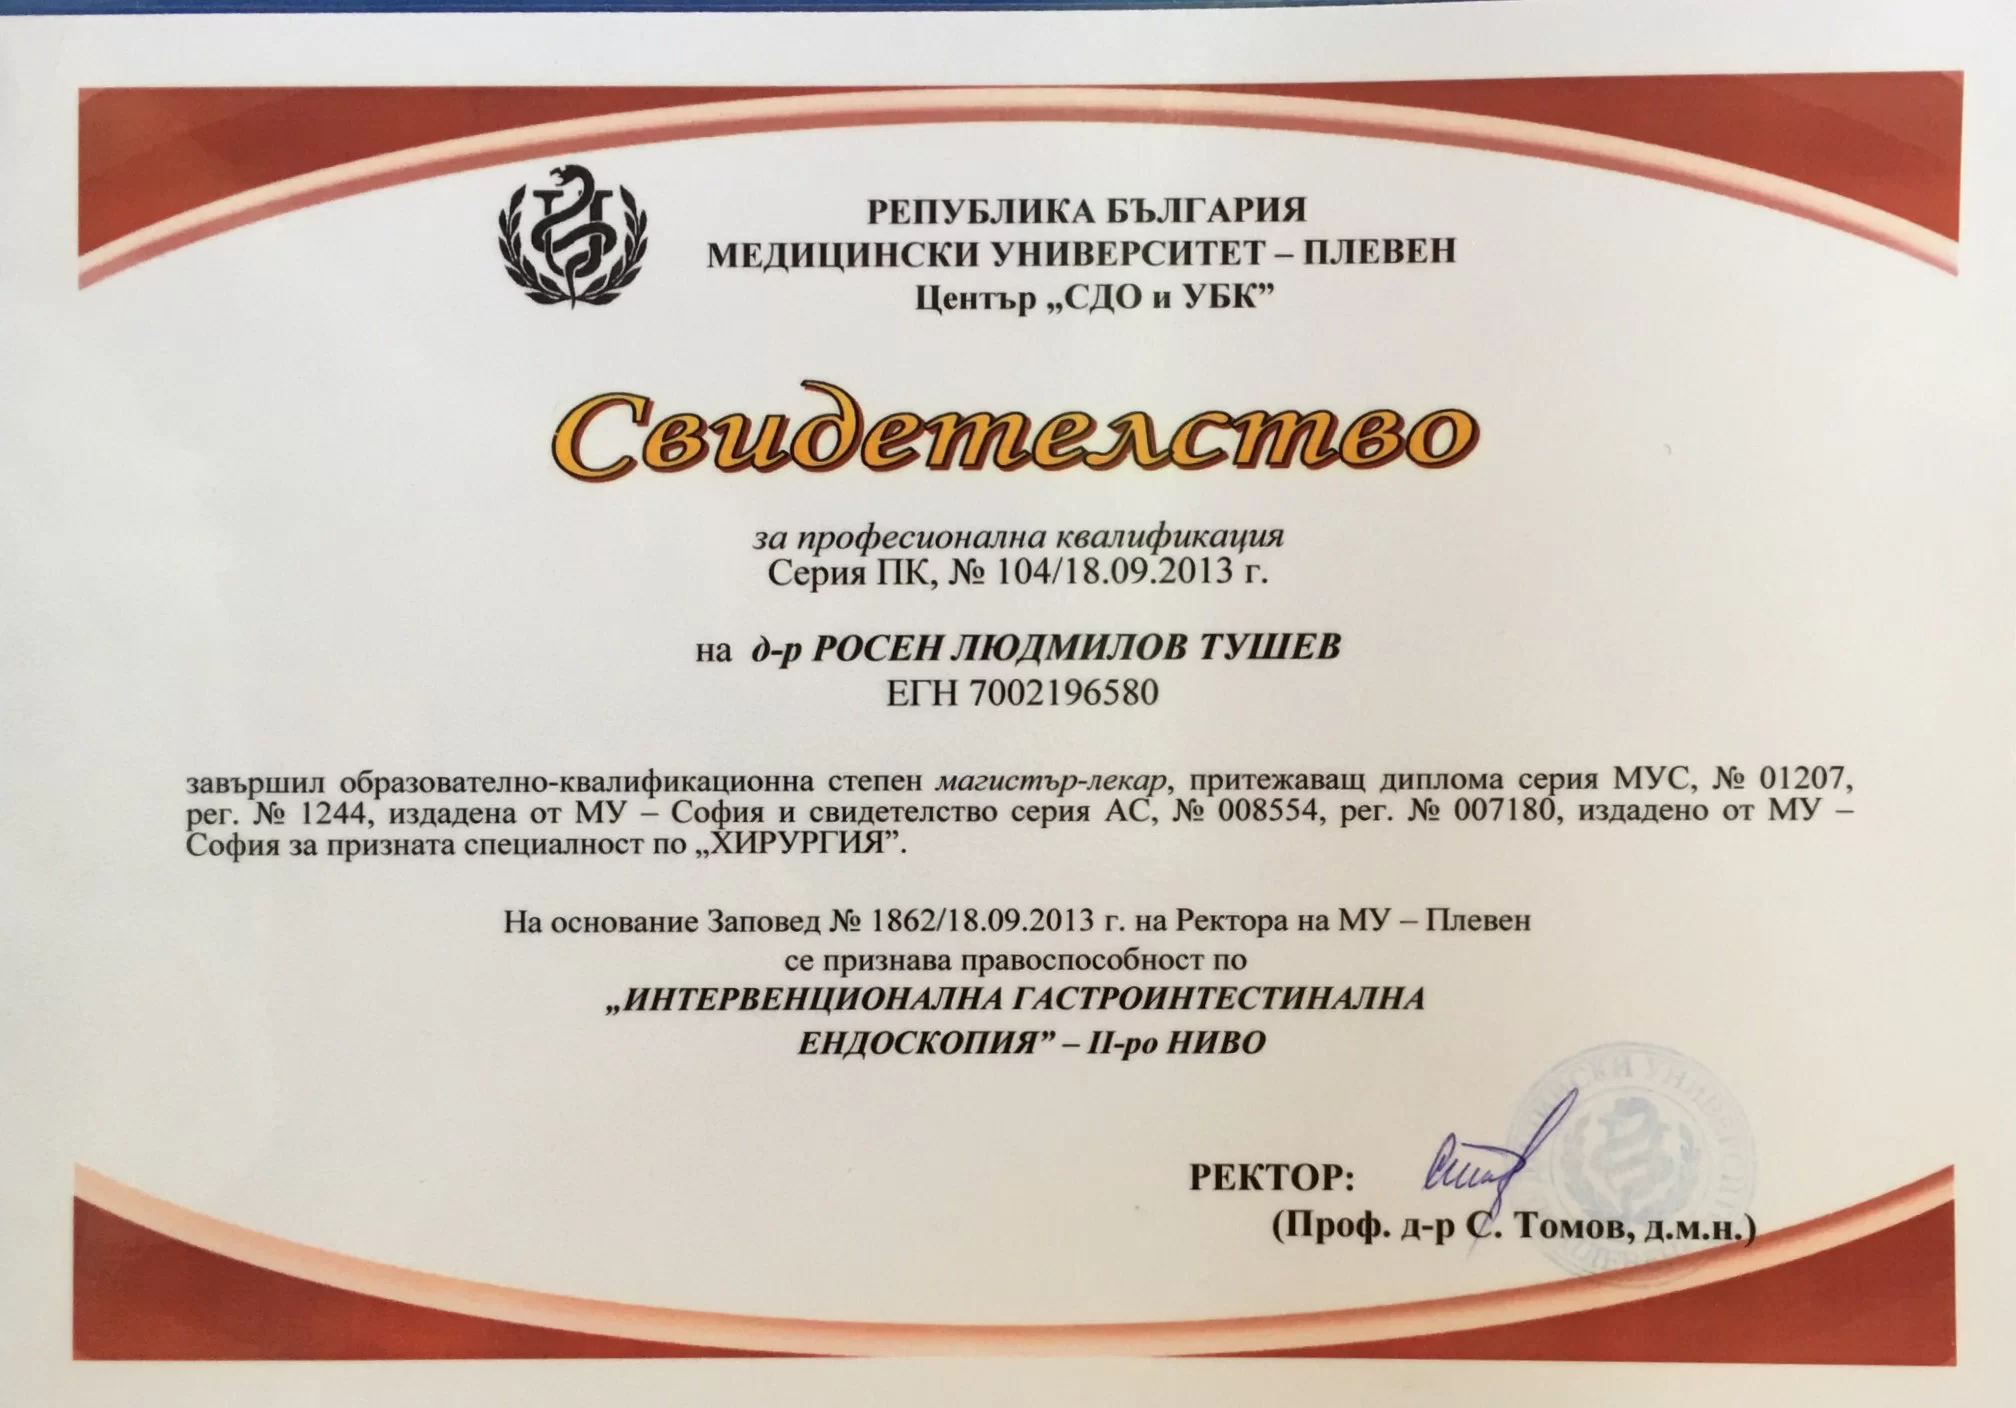 РЕПУБЛИКА БЪЛГАРИЯ
МЕДИЦИНСКИ УНИВЕРСИТЕТ – ПЛЕВЕН
Център „СДО и УБК”
Свидетелство
за професионална квалификация
Серия ПК, № 104/18.09.2013 г.
на д-р РОСЕН ЛЮДМИЛОВ ТУШЕВ
ЕГН 7002196580
завършил образователно-квалификационна степен магистър-лекар, притежаващ диплома серия МУС, № 01207,
рег. № 1244, издадена от МУ – София и свидетелство серия АС, № 008554, рег. № 007180, издадено от МУ –
София за призната специалност по „ХИРУРГИЯ”.
На основание Заповед № 1862/18.09.2013 г. на Ректора на МУ – Плевен
се признава правоспособност по
„ИНТЕРВЕНЦИОНАЛНА ГАСТРОИНТЕСТИНАЛНА
ЕНДОСКОПИЯ” – II-ро НИВО
РЕКТОР:
(Проф. д-р С. Томов, д.м.н.)